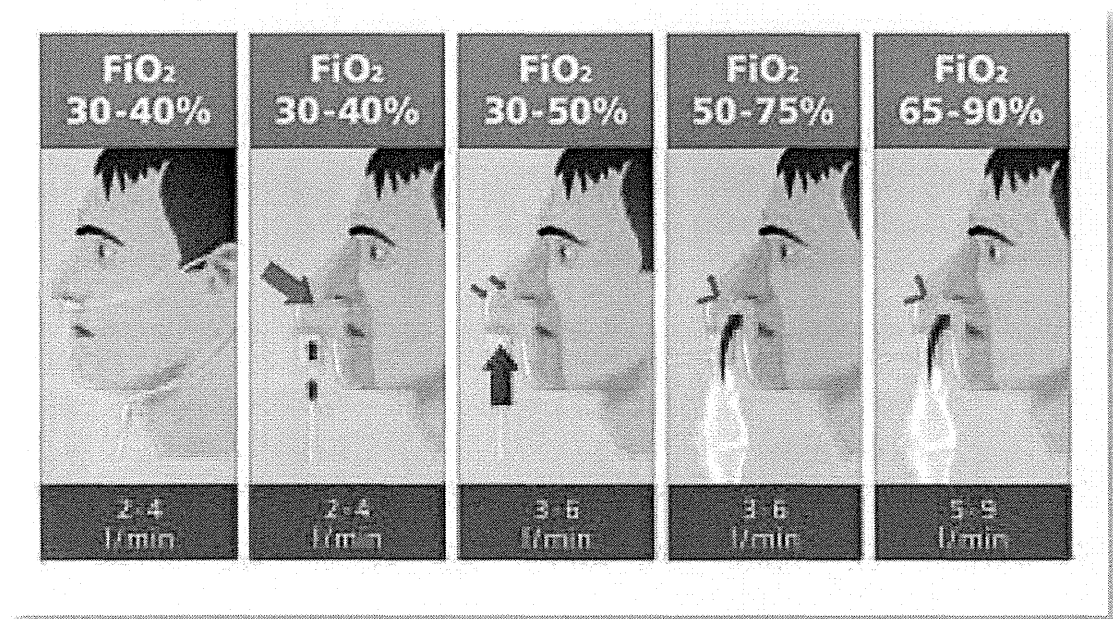 FiO₂
30-40%
FiO₂
30-40%
FiO₂
30-50%
FiO₂
50-75%
FiO₂
65-90%
2-4
l/min
2-4
l/min
3-6
l/min
3-6
l/min
5-9
l/min